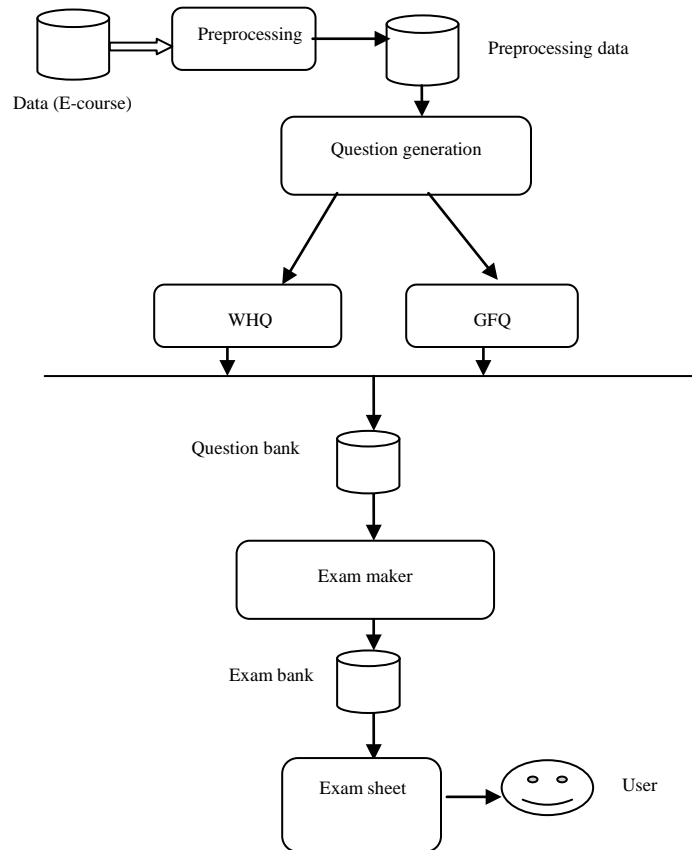 Preprocessing
Preprocessing data
Data (E-course)
Question generation
WHQ
GFQ
Question bank
Exam maker
Exam bank
Exam sheet
User